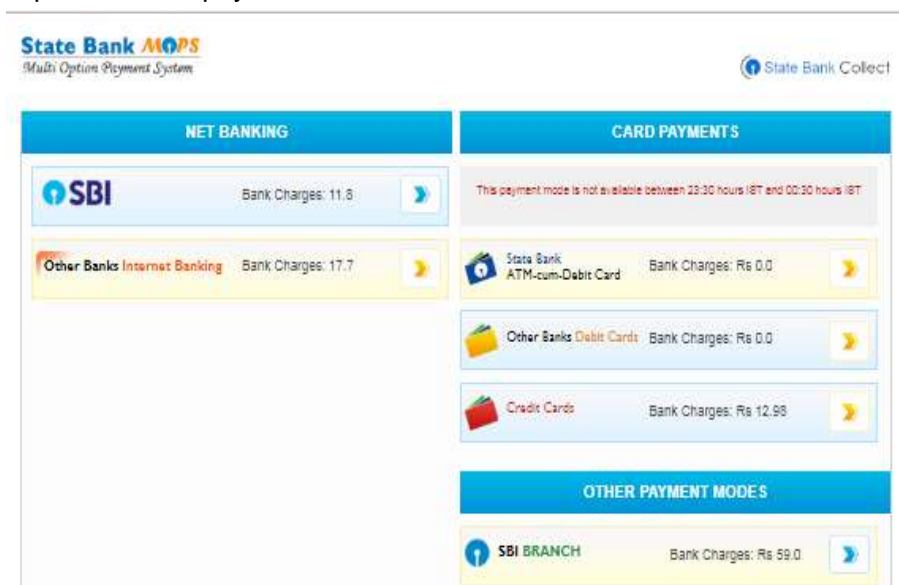 State Bank MOPS
Multi Option Payment System
State Bank Collect
NET BANKING
SBI Bank Charges: 11.8
Other Banks Internet Banking Bank Charges: 17.7
CARD PAYMENTS
This payment mode is not available between 23:30 hours IST and 00:30 hours IST
State Bank
ATM-cum-Debit Card Bank Charges: Rs 0.0
Other Banks Debit Cards Bank Charges: Rs 0.0
Credit Cards Bank Charges: Rs 12.98
OTHER PAYMENT MODES
SBI BRANCH Bank Charges: Rs 59.0